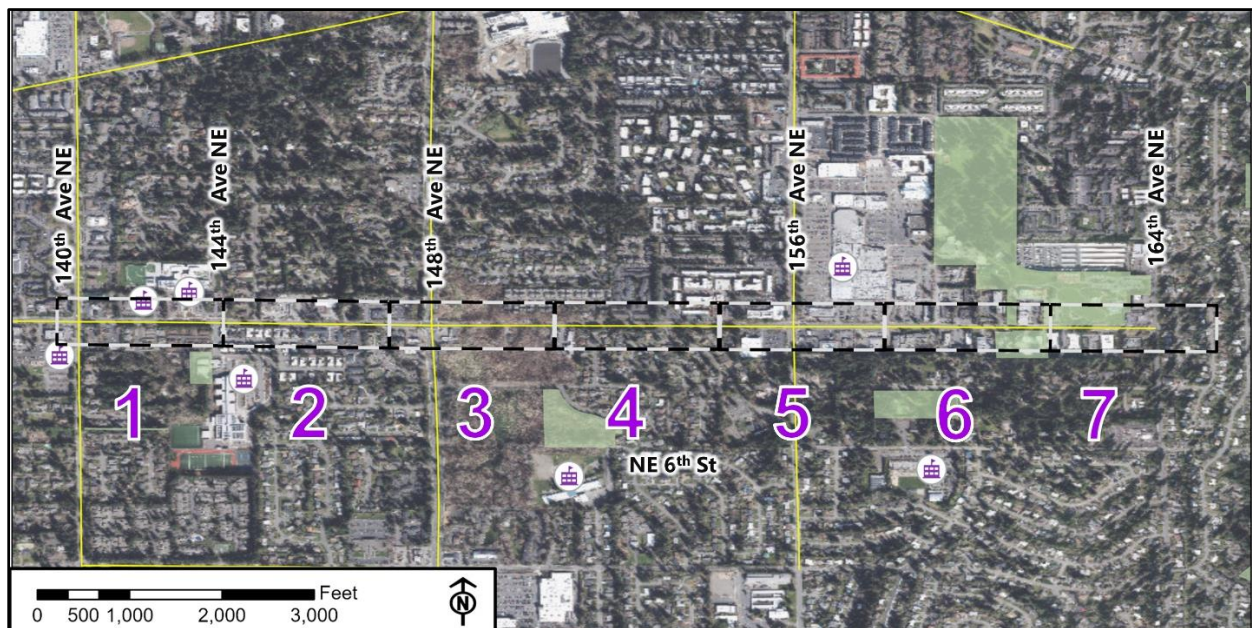 140th Ave NE
144th Ave NE
148th Ave NE
156th Ave NE
164th Ave NE
1 2 3 4 5 6 7
NE 6th St
Feet
0 500 1,000 2,000 3,000
N